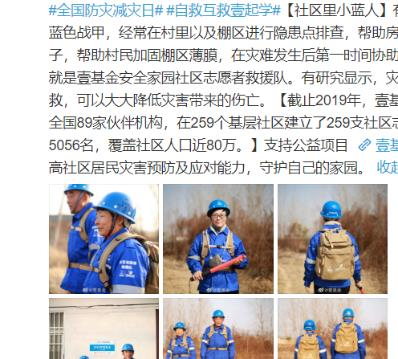 #全国防灾减灾日# #自救互救壹起学#【社区里小蓝人】有
蓝色战甲，经常在村里以及棚区进行隐患点排查，帮助房
子，帮助村民加固棚区薄膜，在灾难发生后第一时间协助
就是壹基金安全家园社区志愿者救援队。有研究显示，灾
救，可以大大降低灾害带来的伤亡。【截止2019年，壹基
全国89家伙伴机构，在259个基层社区建立了259支社区志
5056名，覆盖社区人口近80万。】支持公益项目 壹基
高社区居民灾害预防及应对能力，守护自己的家园。 收起